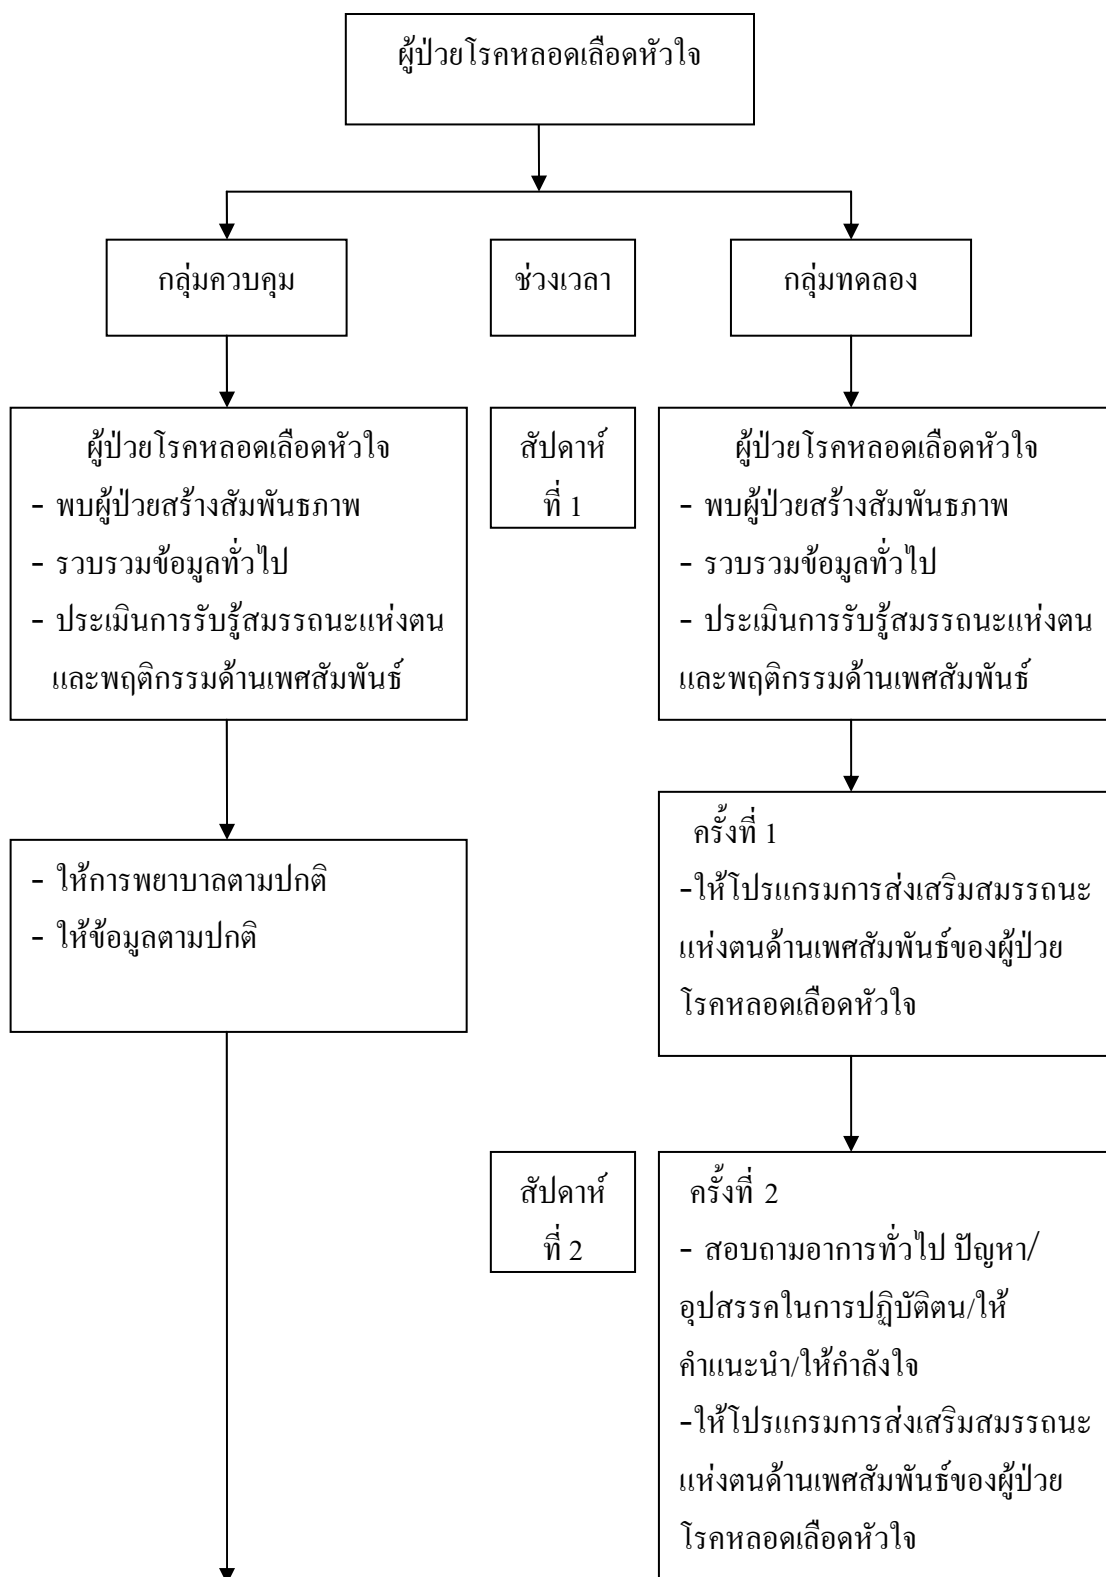 ผู้ป่วยโรคหลอดเลือดหัวใจ
กลุ่มควบคุม
ช่วงเวลา
กลุ่มทดลอง
ผู้ป่วยโรคหลอดเลือดหัวใจ
- พบผู้ป่วยสร้างสัมพันธภาพ
- รวบรวมข้อมูลทั่วไป
- ประเมินการรับรู้สมรรถนะแห่งตน
และพฤติกรรมด้านเพศสัมพันธ์
สัปดาห์
ที่ 1
ผู้ป่วยโรคหลอดเลือดหัวใจ
- พบผู้ป่วยสร้างสัมพันธภาพ
- รวบรวมข้อมูลทั่วไป
- ประเมินการรับรู้สมรรถนะแห่งตน
และพฤติกรรมด้านเพศสัมพันธ์
- ให้การพยาบาลตามปกติ
- ให้ข้อมูลตามปกติ
ครั้งที่ 1
-ให้โปรแกรมการส่งเสริมสมรรถนะ
แห่งตนด้านเพศสัมพันธ์ของผู้ป่วย
โรคหลอดเลือดหัวใจ
สัปดาห์
ที่ 2
ครั้งที่ 2
- สอบถามอาการทั่วไป ปัญหา/
อุปสรรคในการปฏิบัติตน/ให้
คำแนะนำ/ให้กำลังใจ
-ให้โปรแกรมการส่งเสริมสมรรถนะ
แห่งตนด้านเพศสัมพันธ์ของผู้ป่วย
โรคหลอดเลือดหัวใจ